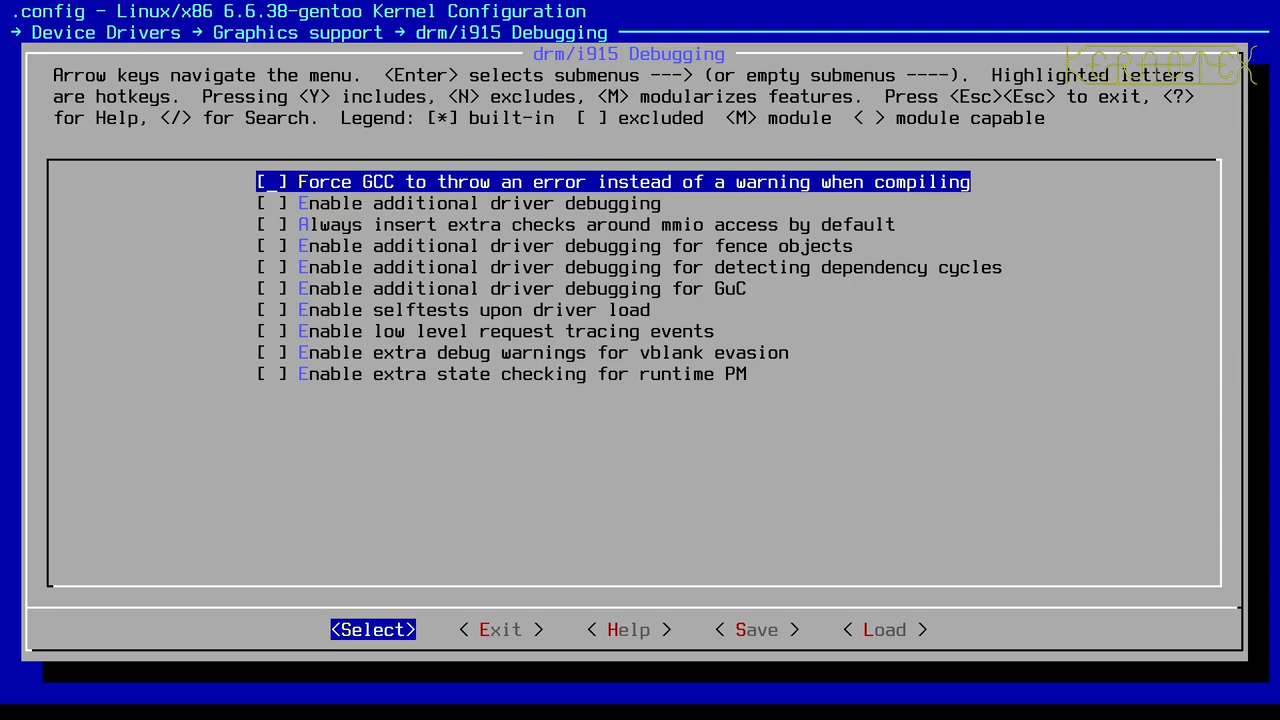 .config - Linux/x86 6.6.38-gentoo Kernel Configuration
→ Device Drivers → Graphics support → drm/i915 Debugging
drm/i915 Debugging
KERNOTEX
Arrow keys navigate the menu.  <Enter> selects submenus ---> (or empty submenus ----).  Highlighted letters
are hotkeys.  Pressing <Y> includes, <N> excludes, <M> modularizes features.  Press <Esc><Esc> to exit, <?>
for Help, </> for Search.  Legend: [*] built-in  [ ] excluded  <M> module  < > module capable
[ ] Force GCC to throw an error instead of a warning when compiling
[ ] Enable additional driver debugging
[ ] Always insert extra checks around mmio access by default
[ ] Enable additional driver debugging for fence objects
[ ] Enable additional driver debugging for detecting dependency cycles
[ ] Enable additional driver debugging for GuC
[ ] Enable selftests upon driver load
[ ] Enable low level request tracing events
[ ] Enable extra debug warnings for vblank evasion
[ ] Enable extra state checking for runtime PM
<Select>    < Exit >    < Help >    < Save >    < Load >